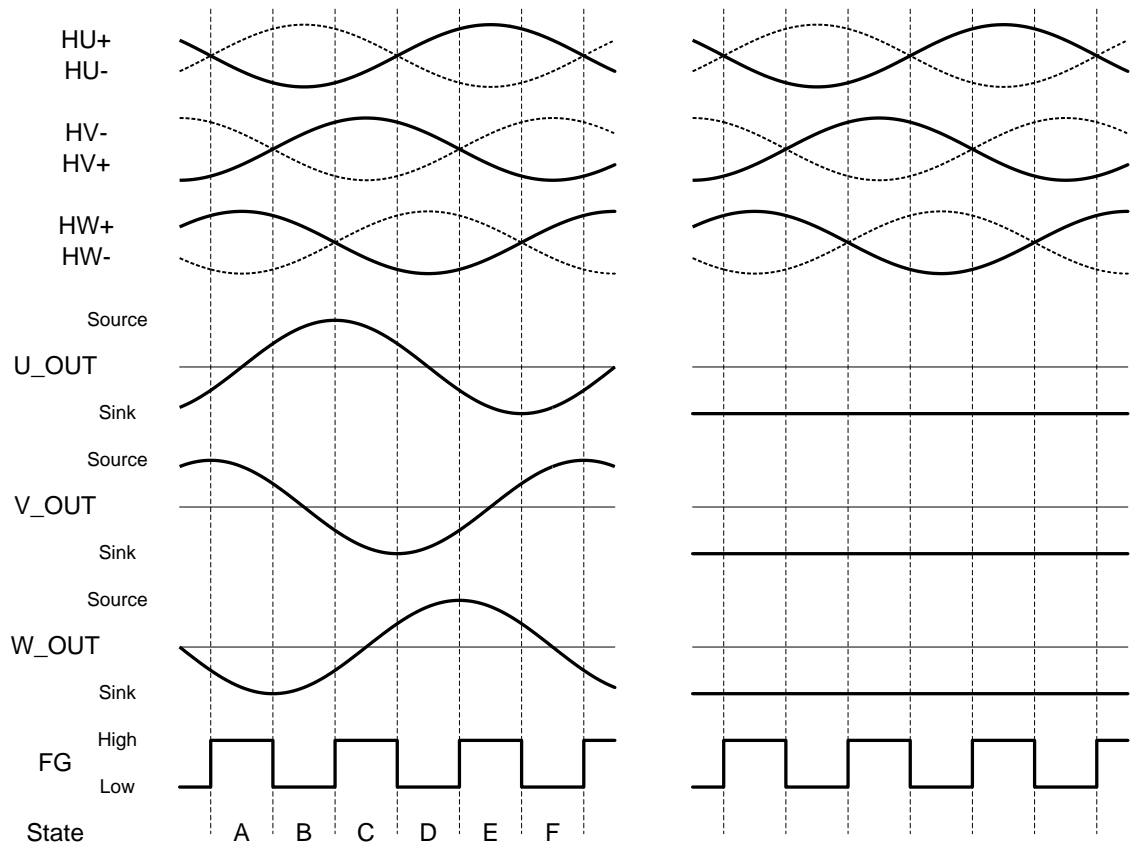 HU+
HU-
HV-
HV+
HW+
HW-
Source
U_OUT
Sink
Source
V_OUT
Sink
Source
W_OUT
Sink
High
FG
Low
State A B C D E F